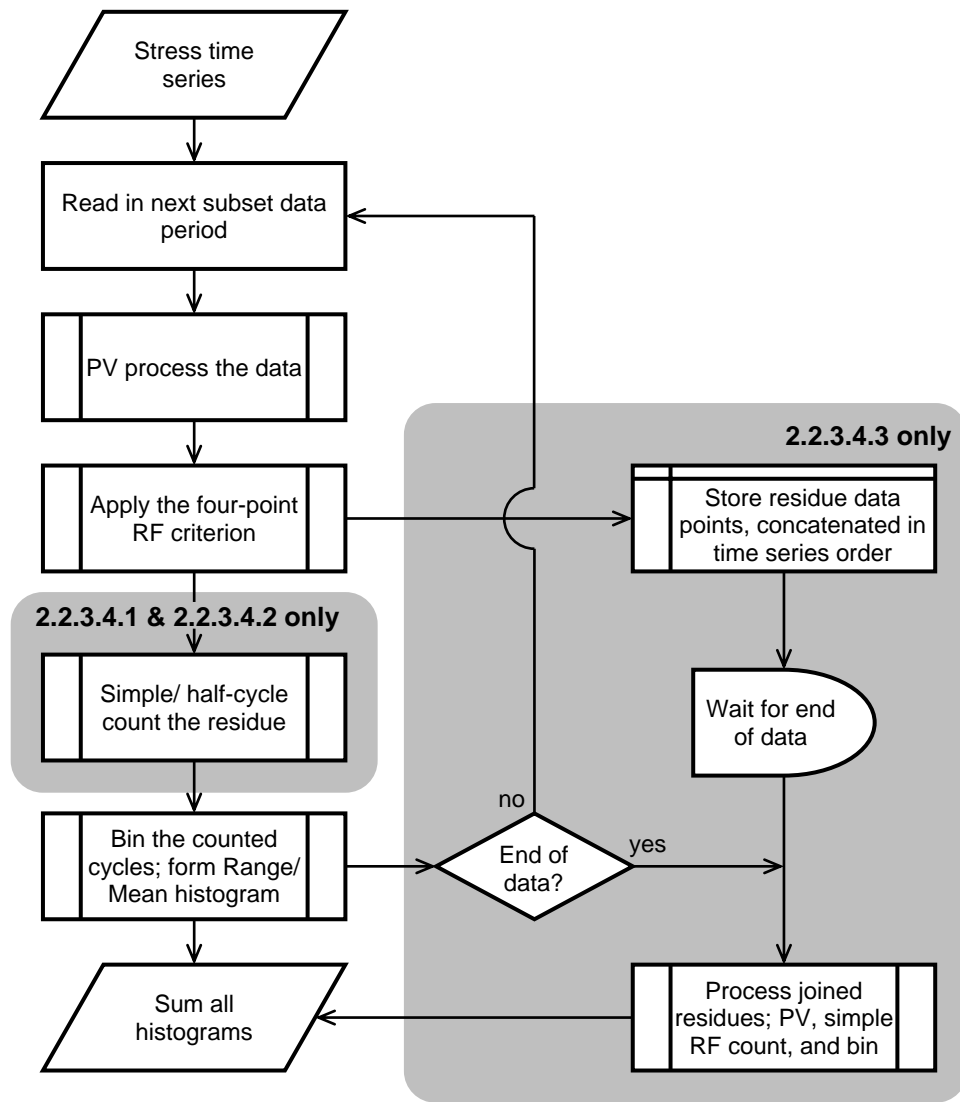 Stress time
series
Read in next subset data
period
PV process the data
2.2.3.4.3 only
Apply the four-point
RF criterion
Store residue data
points, concatenated in
time series order
2.2.3.4.1 & 2.2.3.4.2 only
Simple/ half-cycle
count the residue
Wait for end
of data
no
Bin the counted
cycles; form Range/
Mean histogram
End of
data?
yes
Sum all
histograms
Process joined
residues; PV, simple
RF count, and bin